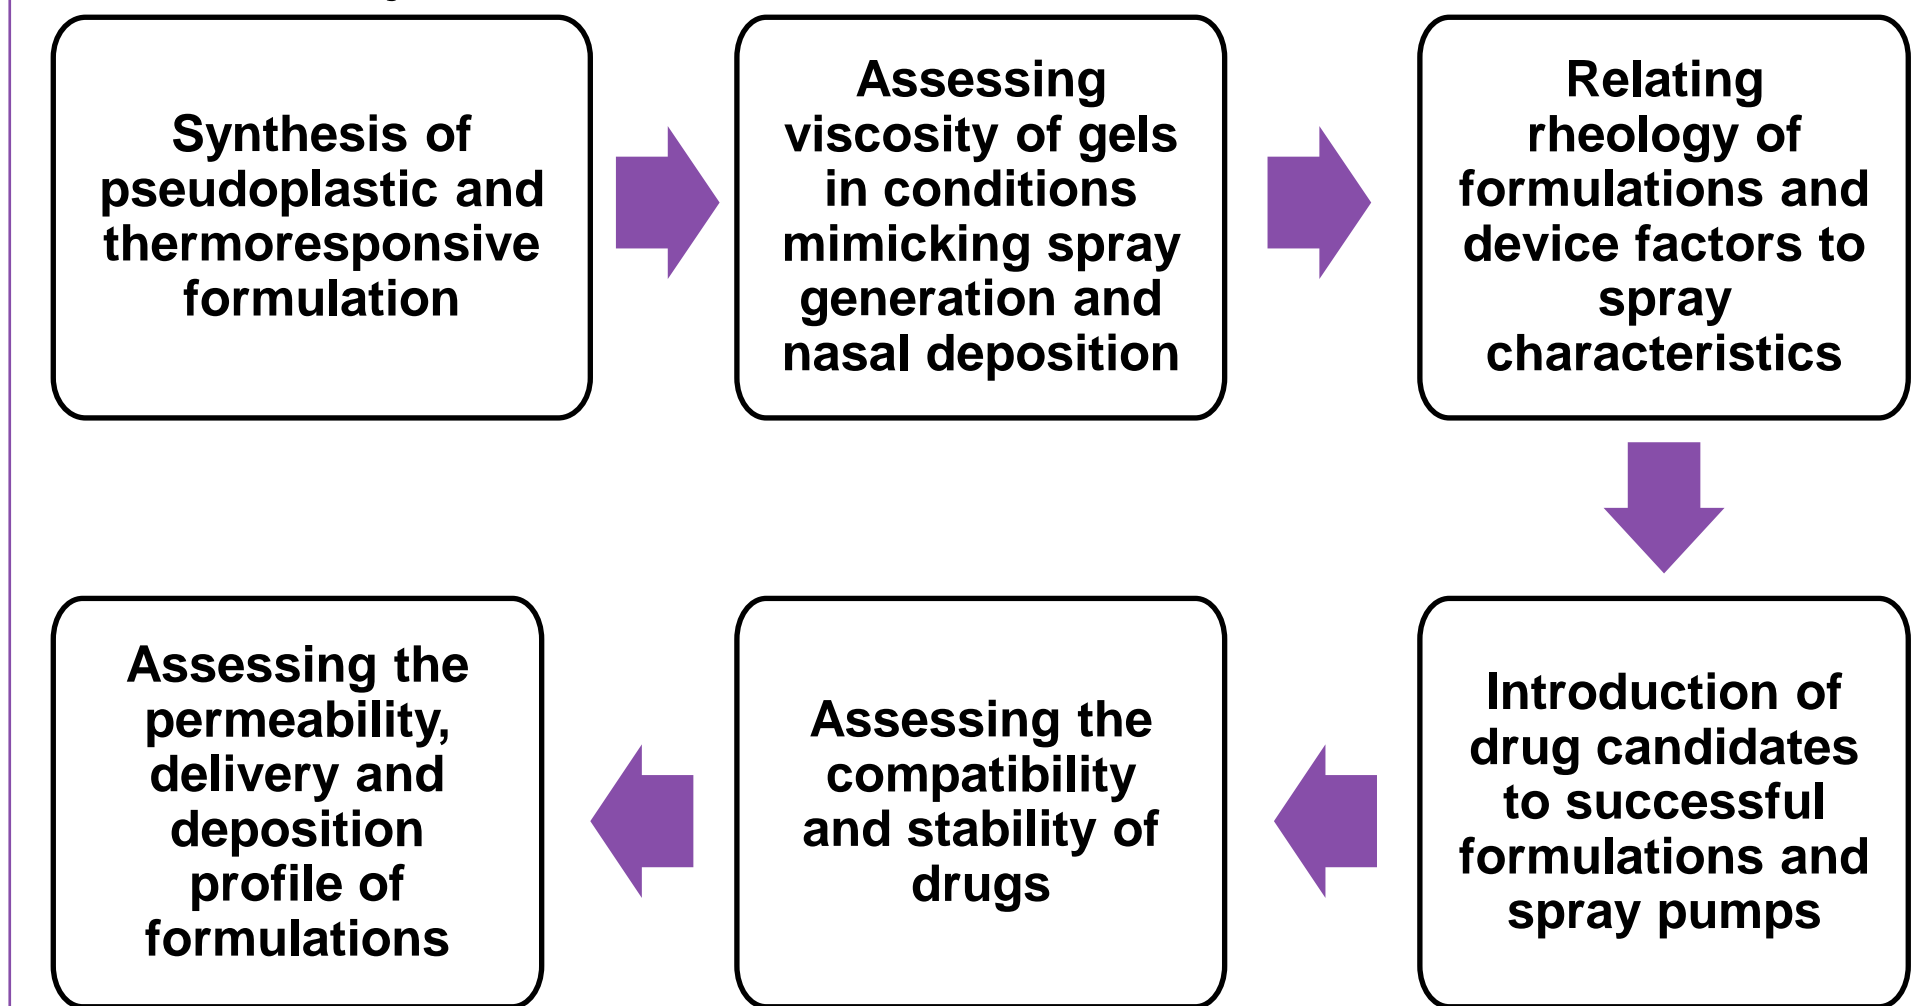 Synthesis of
pseudoplastic and
thermoresponsive
formulation
Assessing
viscosity of gels
in conditions
mimicking spray
generation and
nasal deposition
Relating
rheology of
formulations and
device factors to
spray
characteristics
Introduction of
drug candidates
to successful
formulations and
spray pumps
Assessing the
compatibility
and stability of
drugs
Assessing the
permeability,
delivery and
deposition
profile of
formulations